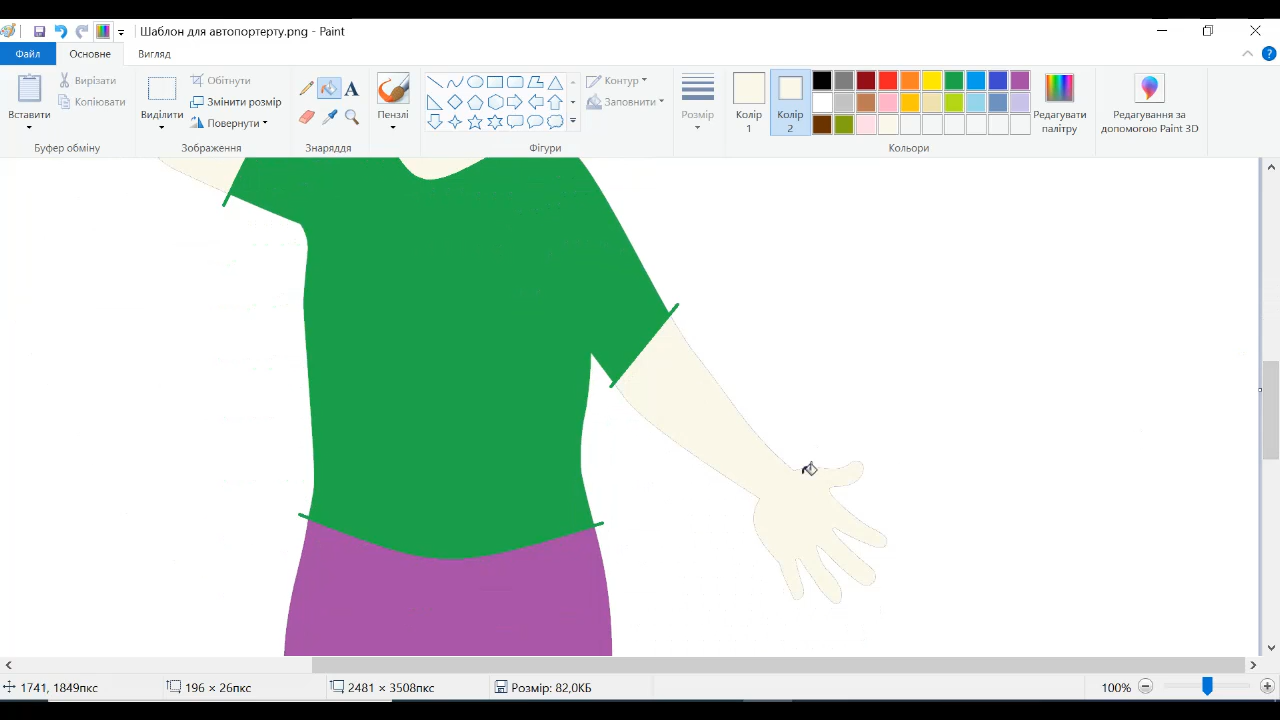 Шаблон для автопортерту.png - Paint
Файл
Основне
Вигляд
Вставити
Вирізати
Копіювати
Буфер обміну
Виділити
Обітнути
Змінити розмір
Повернути
Зображення
A
Знаряддя
Пензлі
Контур
Заповнити
Фігури
Розмір
Колір 1
Колір 2
Кольори
Редагувати палітру
Редагування за допомогою Paint 3D
1741, 1849пкс
196 × 26пкс
2481 × 3508пкс
Розмір: 82,0КБ
100%